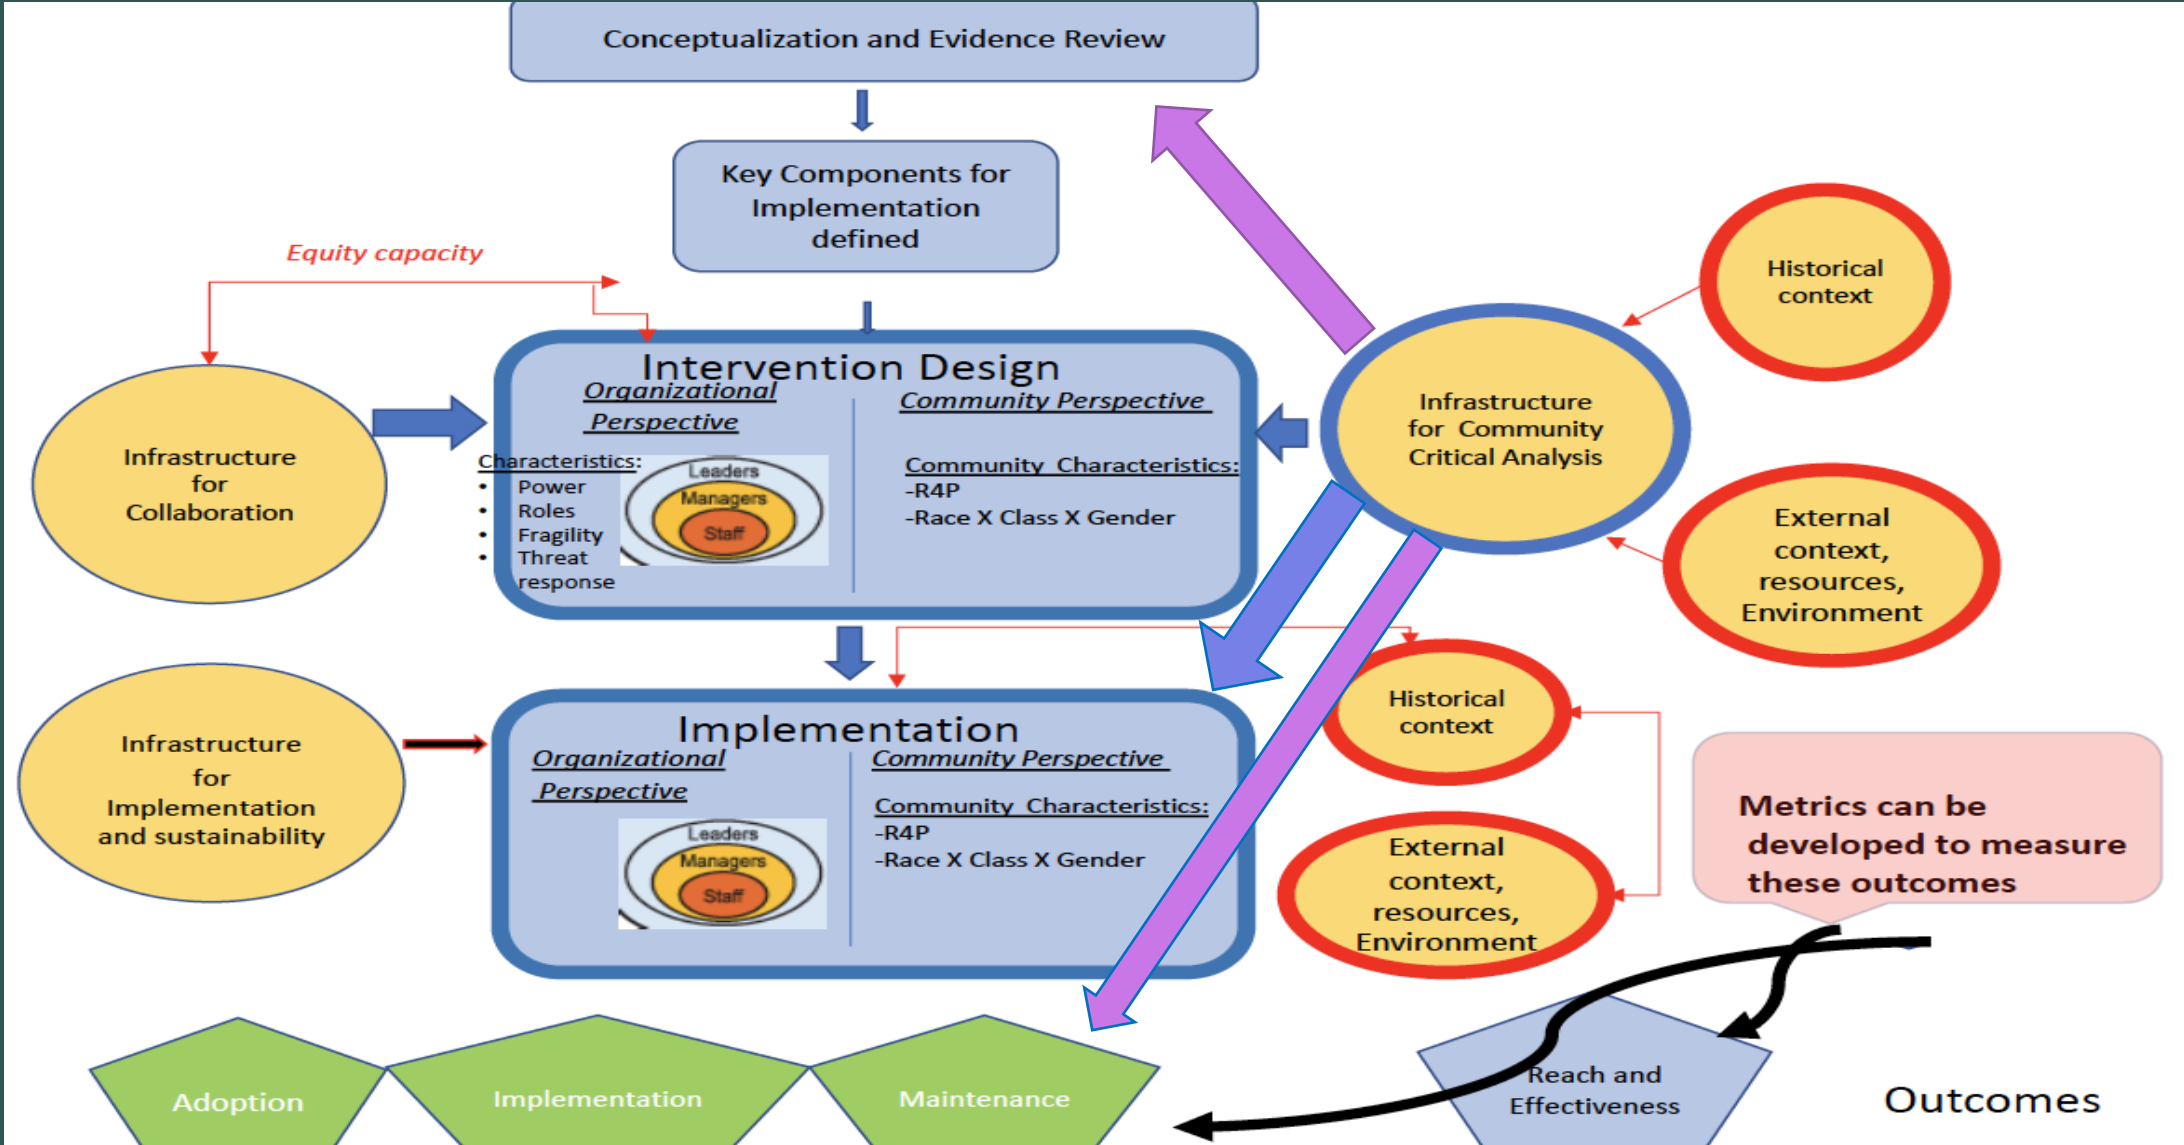 Conceptualization and Evidence Review
Key Components for
Implementation
defined
Equity capacity
Historical
context
Intervention Design
Organizational
Perspective
Community Perspective
Characteristics:
• Power
• Roles
• Fragility
• Threat
response
Leaders
Managers
Staff
Community Characteristics:
-R4P
-Race X Class X Gender
Infrastructure
for
Collaboration
Infrastructure
for Community
Critical Analysis
External
context,
resources,
Environment
Infrastructure
for
Implementation
and sustainability
Implementation
Organizational
Perspective
Community Perspective
Leaders
Managers
Staff
Community Characteristics:
-R4P
-Race X Class X Gender
Historical
context
External
context,
resources,
Environment
Metrics can be
developed to measure
these outcomes
Adoption
Implementation
Maintenance
Reach and
Effectiveness
Outcomes